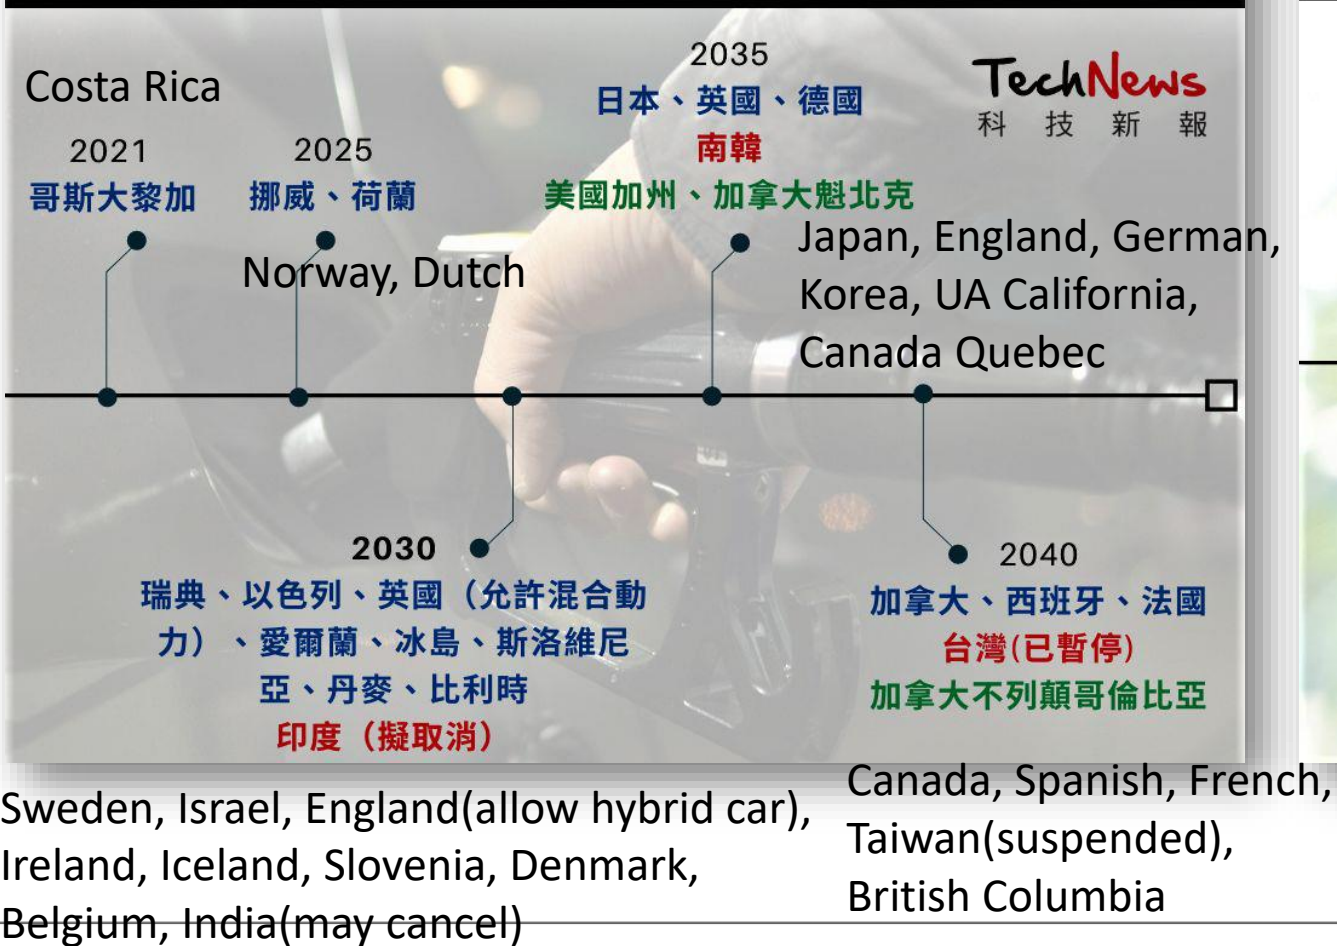 Costa Rica
2021
哥斯大黎加
2025
挪威、荷蘭
Norway, Dutch
2035
日本、英國、德國
南韓
美國加州、加拿大魁北克
TechNews
科技新報
Japan, England, German,
Korea, UA California,
Canada Quebec
2030
瑞典、以色列、英國（允許混合動
力）、愛爾蘭、冰島、斯洛維尼
亞、丹麥、比利時
印度（擬取消）
2040
加拿大、西班牙、法國
台灣(已暫停)
加拿大不列顛哥倫比亞
Sweden, Israel, England(allow hybrid car),
Ireland, Iceland, Slovenia, Denmark,
Belgium, India(may cancel)
Canada, Spanish, French,
Taiwan(suspended),
British Columbia